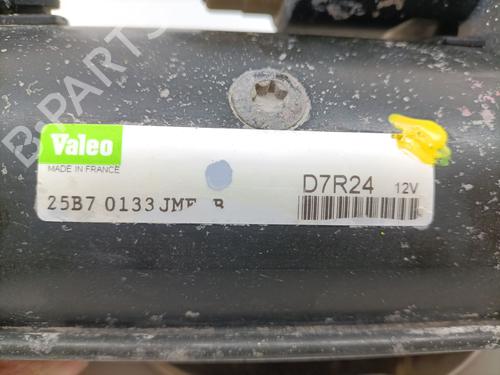 Valeo
MADE IN FRANCE
D7R24 12V
25B7 0133
B-PARTS